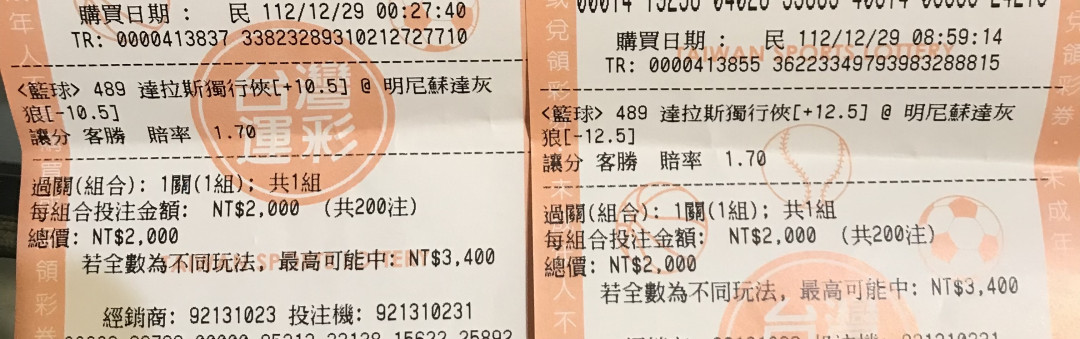 購買日期: 民 112/12/29 00:27:40
TR: 0000413837 338232893102127277​10
<籃球> 489 達拉斯獨行俠[+10.5] @ 明尼蘇達灰
狼[-10.5]
讓分 客勝 賠率 1.70
台灣
運彩
過關(組合): 1關(1組); 共1組
每組合投注金額: NT$2,000 (共200注)
總價: NT$2,000
若全數為不同玩法, 最高可能中: NT$3,400
經銷商: 92131023 投注機: 921310231
購買日期: 民 112/12/29 08:59:14
TAIWAN SPORTS LOTTERY
TR: 0000413855 36223349793983288815
<籃球> 489 達拉斯獨行俠[+12.5] @ 明尼蘇達灰
狼[-12.5]
讓分 客勝 賠率 1.70
過關(組合): 1關(1組); 共1組
每組合投注金額: NT$2,000 (共200注)
總價: NT$2,000
若全數為不同玩法, 最高可能中: NT$3,400